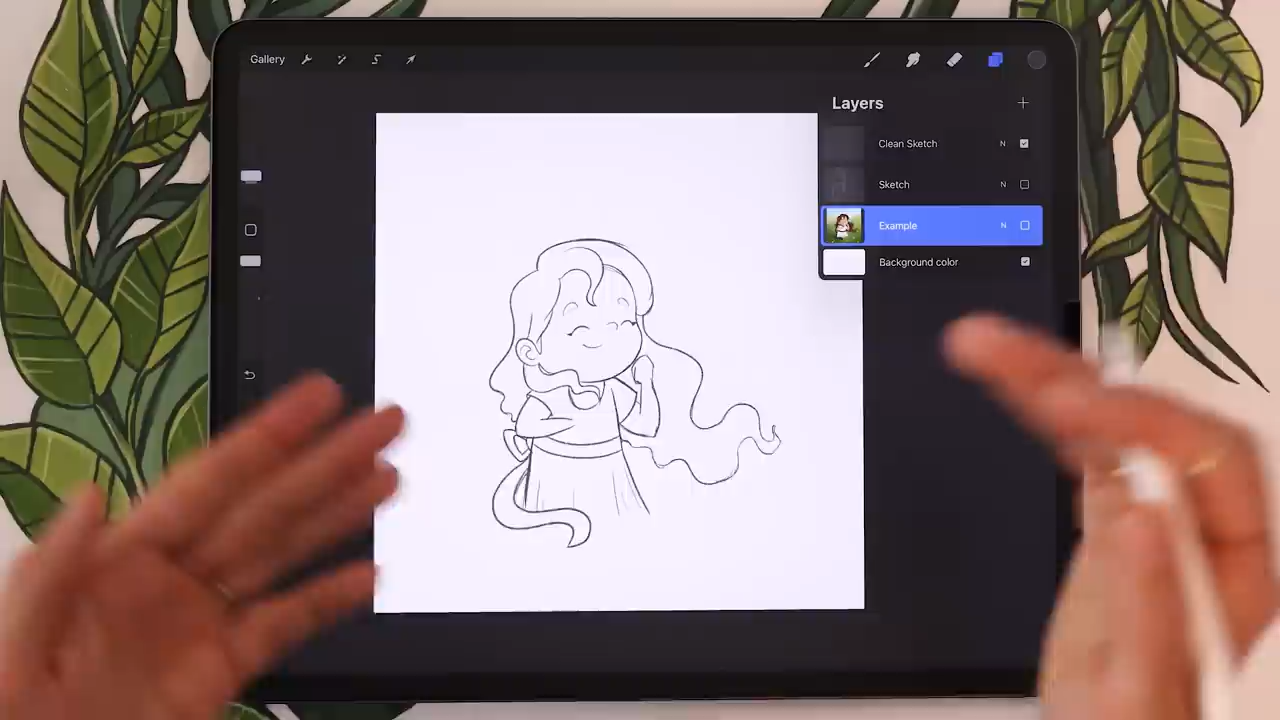 Gallery
Layers
Clean Sketch N
Sketch N
Example N
Background color